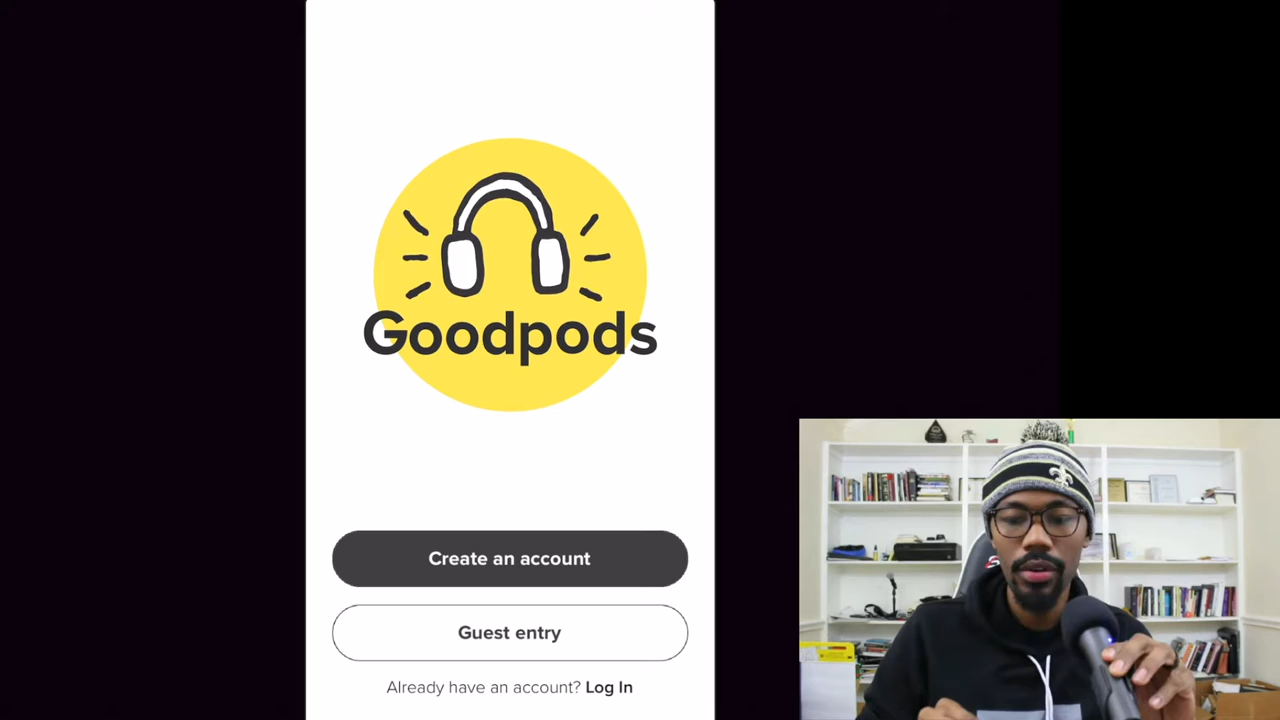 Goodpods
Create an account
Guest entry
Already have an account? Log In